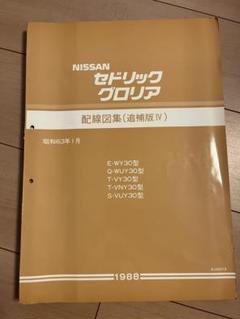 NISSAN
セドリック
グロリア
配線図集(追補版Ⅳ)
昭和63年1月
E-WY30型
Q-WUY30型
T-VY30型
T-VNY30型
S-VUY30型
1988